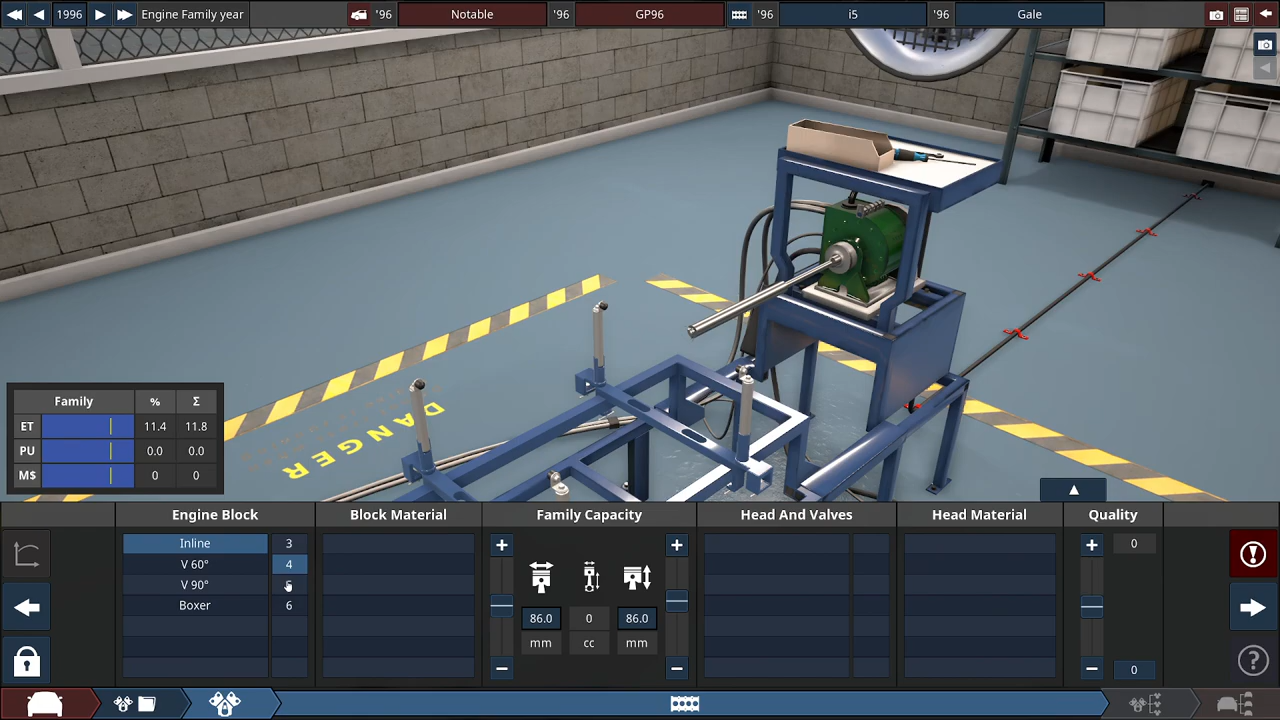 1996 Engine Family year '96 Notable '96 GP96 '96 i5 '96 Gale
DANGER
Family % Σ
ET 11.4 11.8
PU 0.0 0.0
M$ 0 0
Engine Block Block Material Family Capacity Head And Valves Head Material Quality
Inline 3
V 60° 4
V 90° 5
Boxer 6
+ + + 0
86.0 0 86.0
mm cc mm
− − − 0